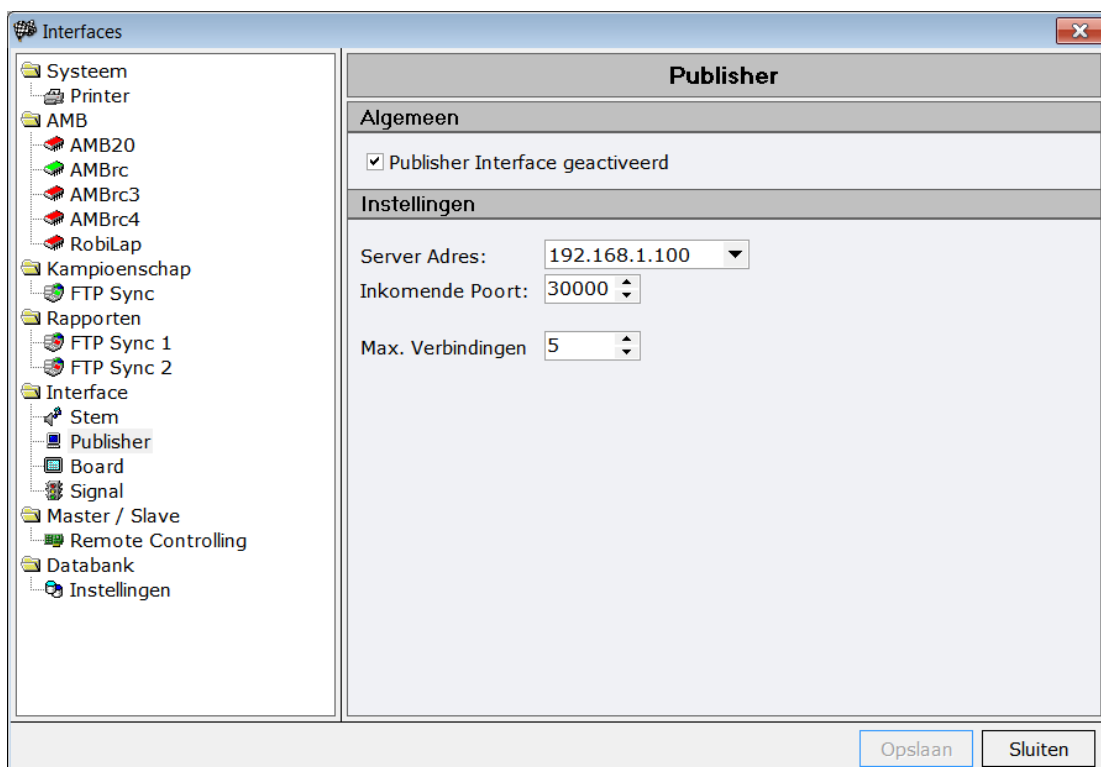 Interfaces
Systeem
Printer
AMB
AMB20
AMBrc
AMBrc3
AMBrc4
RobiLap
Kampioenschap
FTP Sync
Rapporten
FTP Sync 1
FTP Sync 2
Interface
Stem
Publisher
Board
Signal
Master / Slave
Remote Controlling
Databank
Instellingen
Publisher
Algemeen
Publisher Interface geactiveerd
Instellingen
Server Adres: 192.168.1.100
Inkomende Poort: 30000
Max. Verbindingen 5
Opslaan Sluiten